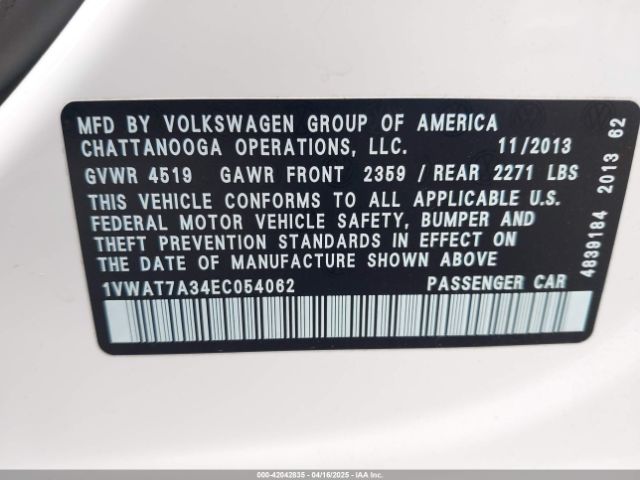 MFD BY VOLKSWAGEN GROUP OF AMERICA
CHATTANOOGA OPERATIONS, LLC. 11/2013
GVWR 4519 GAWR FRONT 2359 / REAR 2271 LBS
THIS VEHICLE CONFORMS TO ALL APPLICABLE U.S.
FEDERAL MOTOR VEHICLE SAFETY, BUMPER AND
THEFT PREVENTION STANDARDS IN EFFECT ON
THE DATE OF MANUFACTURE SHOWN ABOVE
1VWAT7A34EC054062 PASSENGER CAR
4839184 2013 62
000-42042835 - 04/16/2025 - IAA Inc.